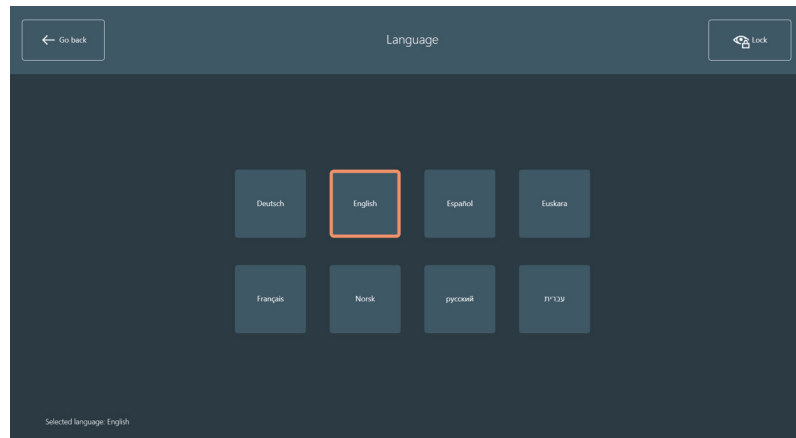 Go back
Language
Lock
Deutsch
English
Español
Euskara
Français
Norsk
русский
עברית
Selected language: English